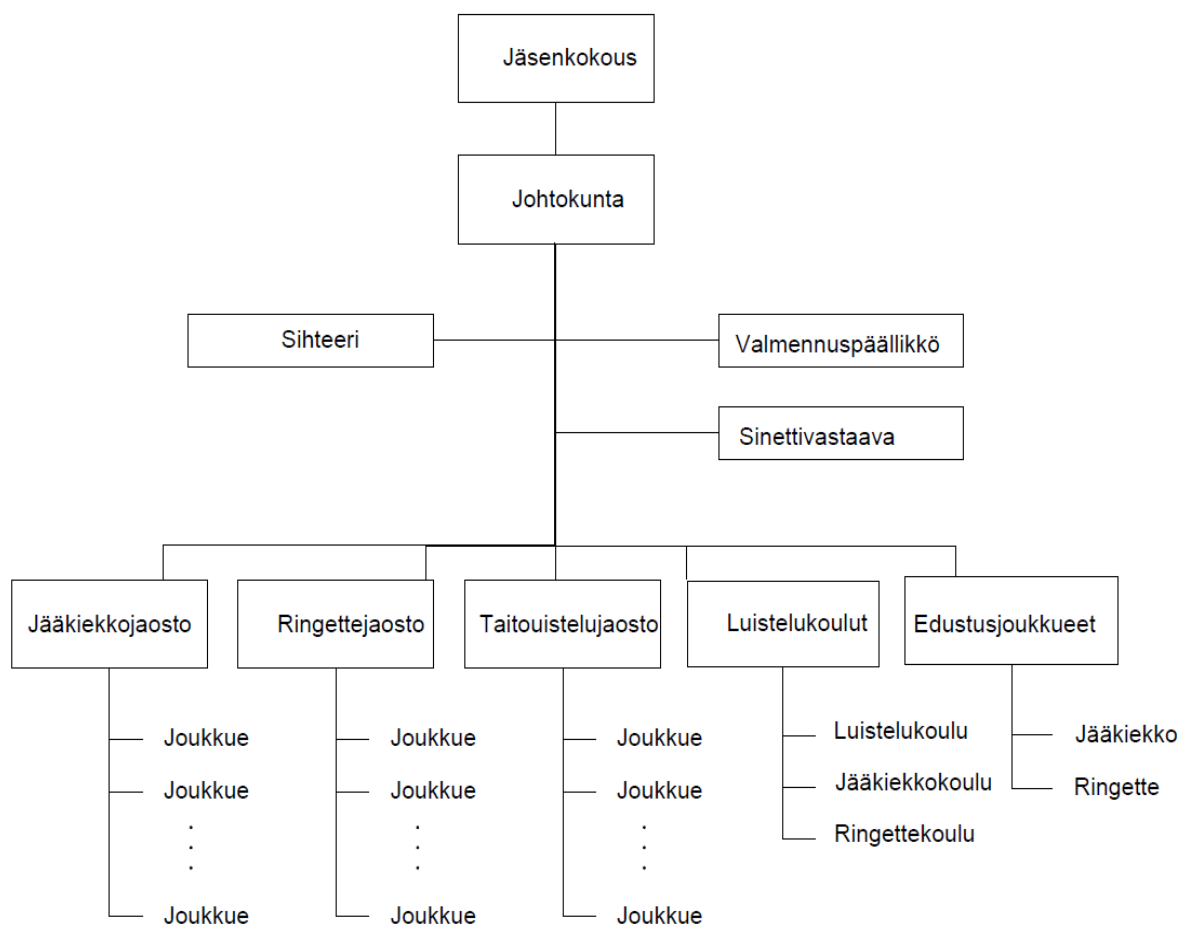 Jäsenkokous
Johtokunta
Sihteeri
Valmennuspäällikkö
Sinettivastaava
Jääkiekkojaosto
Ringettejaosto
Taitouistelujaosto
Luistelukoulut
Edustusjoukkueet
Joukkue
Joukkue
.
.
.
Joukkue
Joukkue
Joukkue
.
.
.
Joukkue
Joukkue
Joukkue
.
.
.
Joukkue
Luistelukoulu
Jääkiekkokoulu
Ringettekoulu
Jääkiekko
Ringette